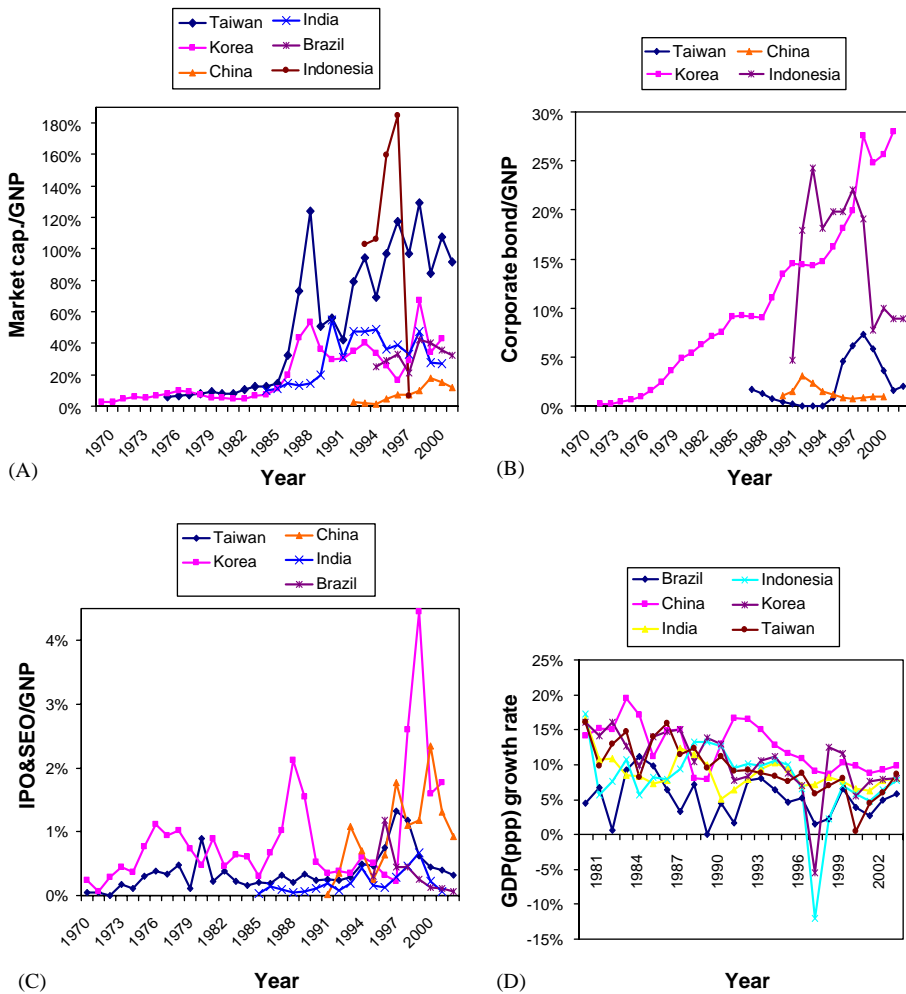 Taiwan India
Korea Brazil
China Indonesia
180%
160%
140%
120%
100%
80%
60%
40%
20%
0%
Market cap./GNP
1970 1973 1976 1979 1982 1985 1988 1991 1994 1997 2000
Year
(A)
Taiwan China
Korea Indonesia
30%
25%
20%
15%
10%
5%
0%
Corporate bond/GNP
1970 1973 1976 1979 1982 1985 1988 1991 1994 1997 2000
Year
(B)
Taiwan China
Korea India
Brazil
4%
3%
2%
1%
0%
IPO&SEO/GNP
1970 1973 1976 1979 1982 1985 1988 1991 1994 1997 2000
Year
(C)
Brazil Indonesia
China Korea
India Taiwan
25%
20%
15%
10%
5%
0%
-5%
-10%
-15%
GDP(ppp) growth rate
1981 1984 1987 1990 1993 1996 1999 2002
Year
(D)